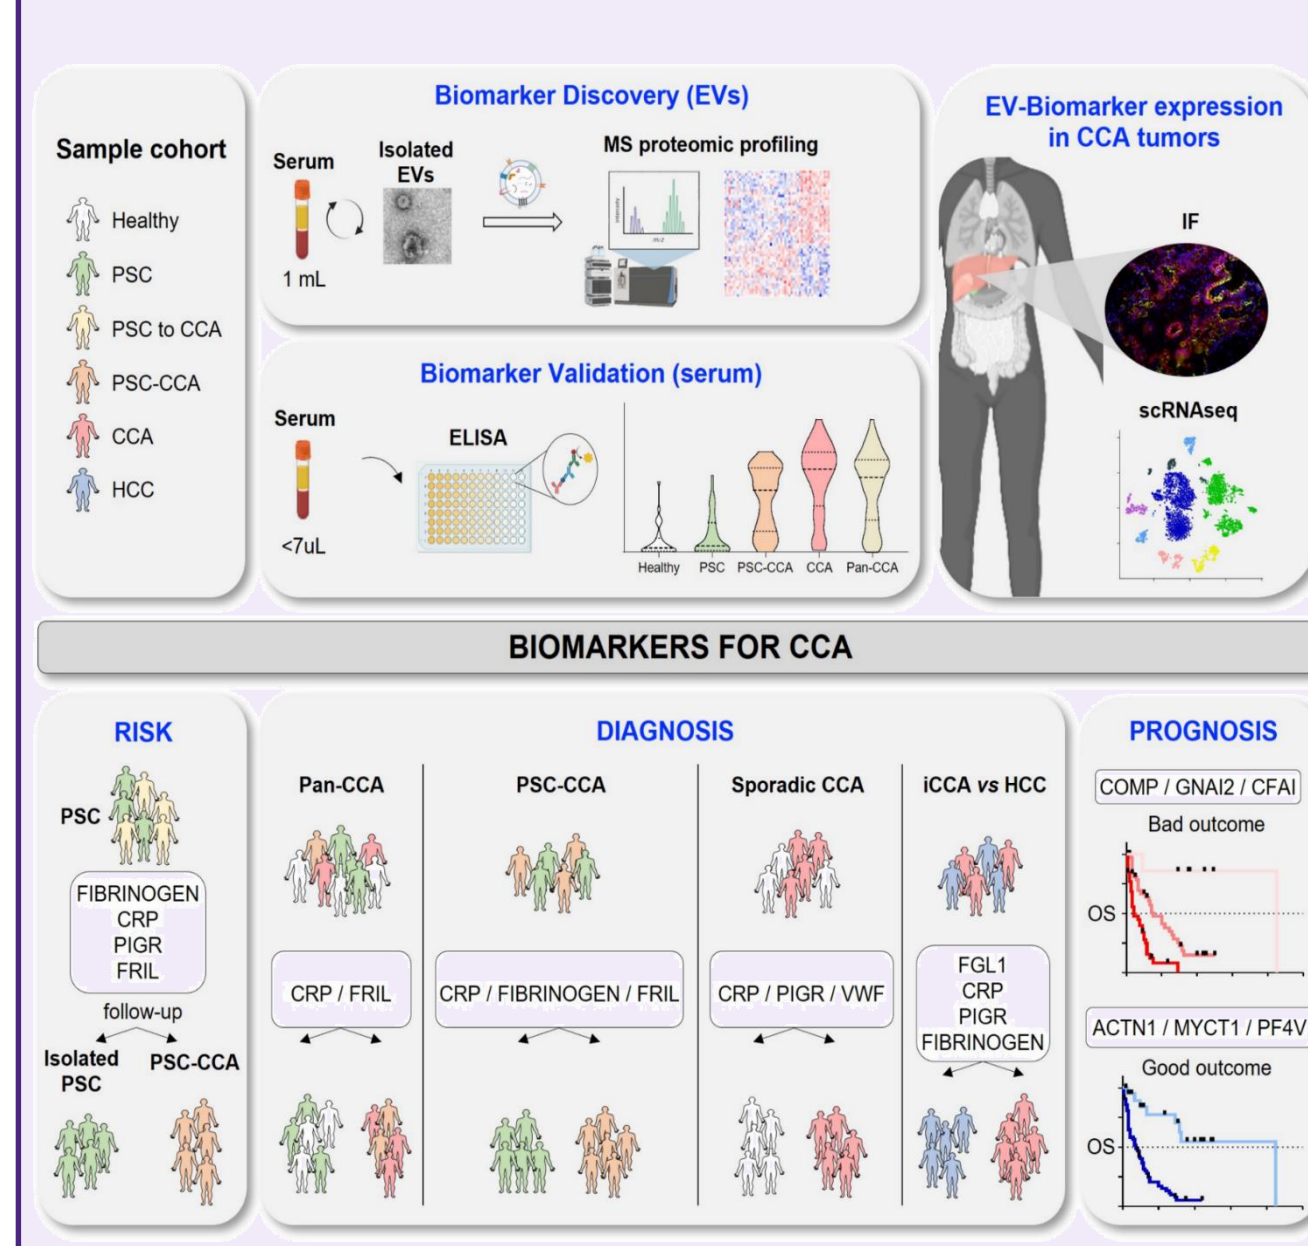 Sample cohort
Healthy
PSC
PSC to CCA
PSC-CCA
CCA
HCC
Biomarker Discovery (EVs)
Serum
1 mL
Isolated
EVs
MS proteomic profiling
Intensity
m/z
Biomarker Validation (serum)
Serum
<7uL
ELISA
Healthy PSC PSC-CCA CCA Pan-CCA
EV-Biomarker expression
in CCA tumors
IF
scRNAseq
BIOMARKERS FOR CCA
RISK
PSC
FIBRINOGEN
CRP
PIGR
FRIL
follow-up
Isolated
PSC
PSC-CCA
DIAGNOSIS
Pan-CCA
CRP / FRIL
PSC-CCA
CRP / FIBRINOGEN / FRIL
Sporadic CCA
CRP / PIGR / VWF
iCCA vs HCC
FGL1
CRP
PIGR
FIBRINOGEN
PROGNOSIS
COMP / GNAI2 / CFAI
Bad outcome
OS
ACTN1 / MYCT1 / PF4V
Good outcome
OS